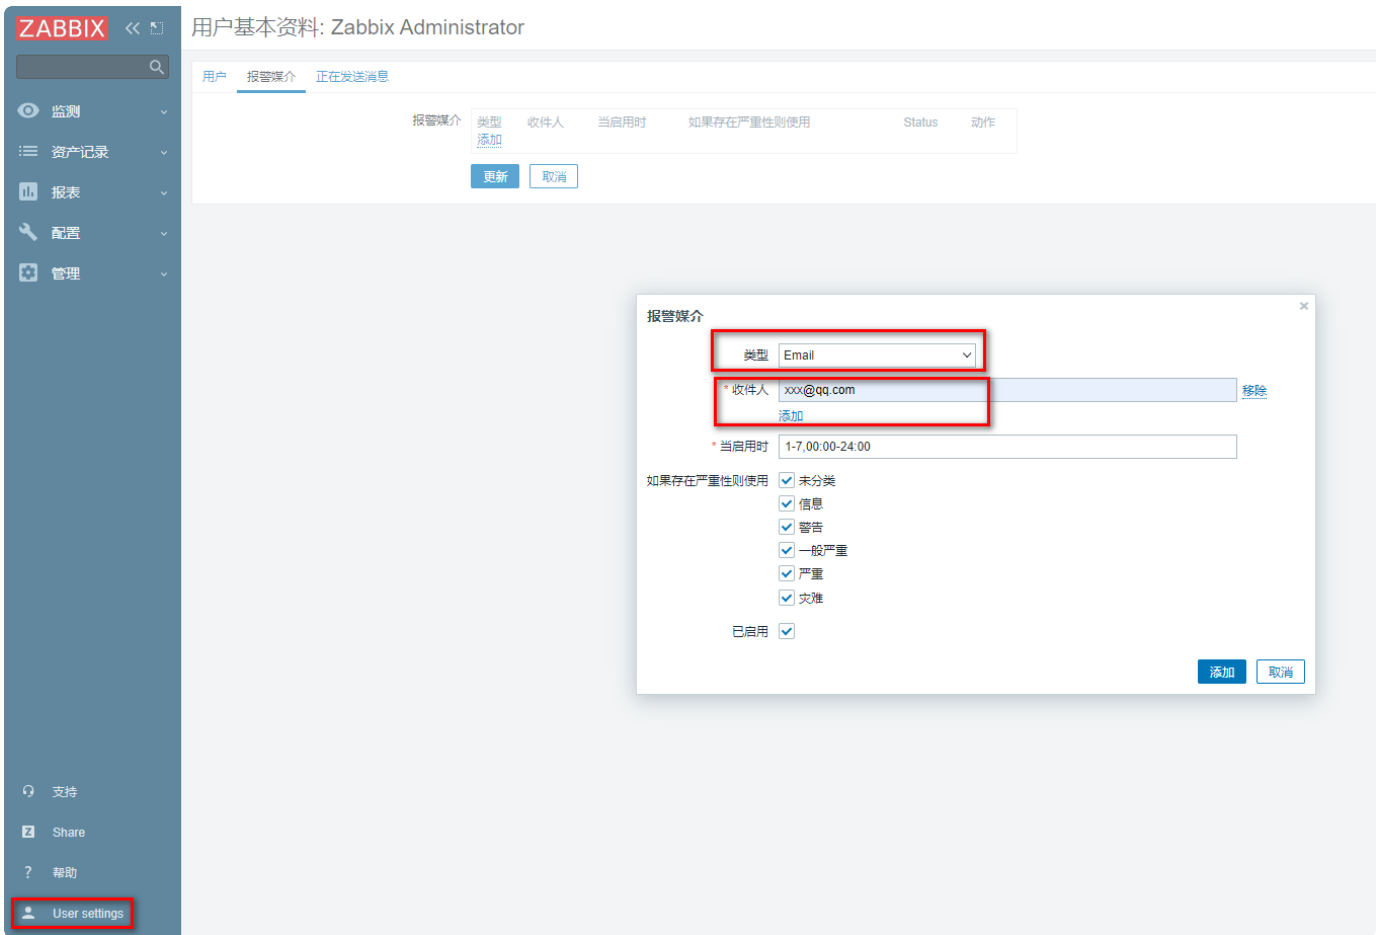 ZABBIX
用户基本资料: Zabbix Administrator
用户 报警媒介 正在发送消息
监测
资产记录
报表
配置
管理
报警媒介 类型 收件人 当启用时 如果存在严重性则使用 Status 动作
添加
更新 取消
报警媒介
类型 Email
* 收件人 xxx@qq.com 移除
添加
* 当启用时 1-7,00:00-24:00
如果存在严重性则使用 未分类
信息
警告
一般严重
严重
灾难
已启用
添加 取消
支持
Z Share
? 帮助
User settings